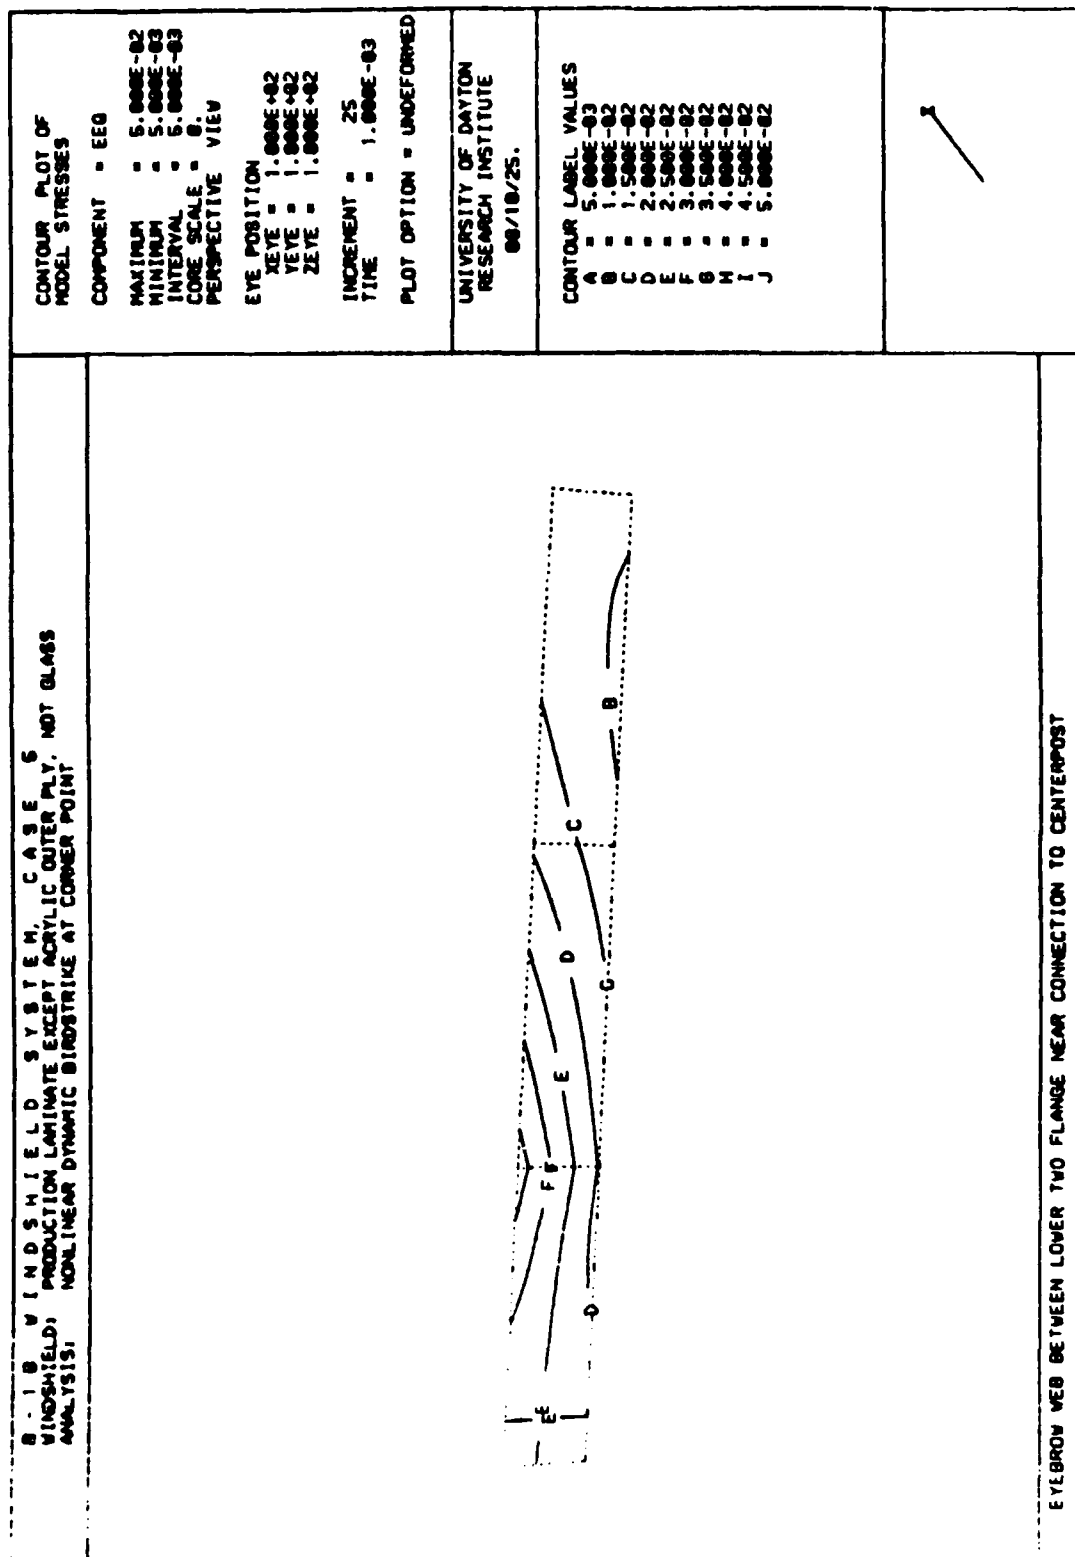 B - 1 B   W I N D S H I E L D   S Y S T E M,   C A S E   5
WINDSHIELD: PRODUCTION LAMINATE EXCEPT ACRYLIC OUTER PLY, NOT GLASS
ANALYSIS: NONLINEAR DYNAMIC BIRDSTRIKE AT CORNER POINT
CONTOUR PLOT OF
MODEL STRESSES
COMPONENT = EEQ
MAXIMUM = 5.000E-02
MINIMUM = 5.000E-03
INTERVAL = 5.000E-03
CORE SCALE = 0.
PERSPECTIVE VIEW
EYE POSITION
XEYE = 1.000E+02
YEYE = 1.000E+02
ZEYE = 1.000E+02
INCREMENT = 25
TIME = 1.000E-03
PLOT OPTION = UNDEFORMED
UNIVERSITY OF DAYTON
RESEARCH INSTITUTE
CONTOUR LABEL VALUES
A = 5.000E-03
B = 1.000E-02
C = 1.500E-02
D = 2.000E-02
E = 2.500E-02
F = 3.000E-02
G = 3.500E-02
H = 4.000E-02
I = 4.500E-02
J = 5.000E-02
X
E
E
D
F
F
E
D
C
C
B
EYEBROW WEB BETWEEN LOWER TWO FLANGE NEAR CONNECTION TO CENTERPOST